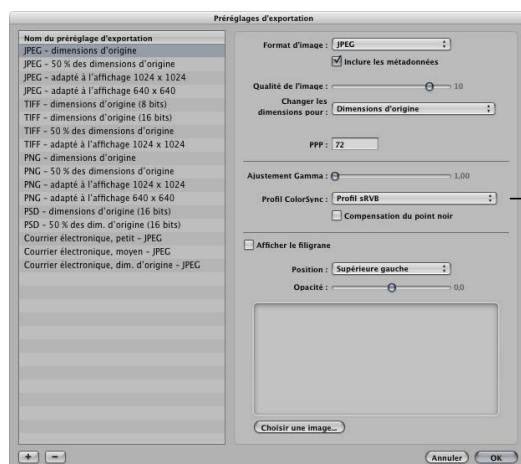 Préréglages d'exportation
Nom du préréglage d'exportation
JPEG – dimensions d'origine
JPEG – 50 % des dimensions d'origine
JPEG – adapté à l'affichage 1024 x 1024
JPEG – adapté à l'affichage 640 x 640
TIFF – dimensions d'origine (8 bits)
TIFF – dimensions d'origine (16 bits)
TIFF – 50 % des dimensions d'origine
TIFF – adapté à l'affichage 1024 x 1024
PNG – dimensions d'origine
PNG – 50 % des dimensions d'origine
PNG – adapté à l'affichage 1024 x 1024
PNG – adapté à l'affichage 640 x 640
PSD – dimensions d'origine (16 bits)
PSD – 50 % des dim. d'origine (16 bits)
Courrier électronique, petit – JPEG
Courrier électronique, moyen – JPEG
Courrier électronique, dim. d'origine – JPEG
Format d'image : JPEG
Inclure les métadonnées
Qualité de l'image : 10
Changer les dimensions pour : Dimensions d'origine
PPP : 72
Ajustement Gamma : 1,00
Profil ColorSync : Profil sRVB
Compensation du point noir
Afficher le filigrane
Position : Supérieure gauche
Opacité : 0,0
Choisir une image...
+ −
Annuler OK